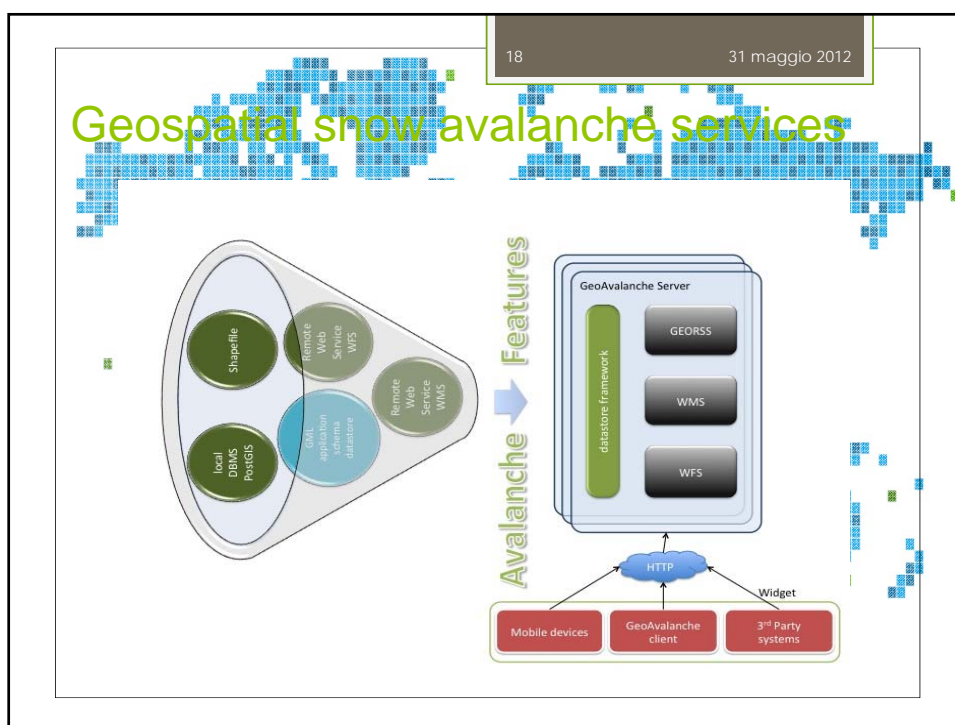 18
31 maggio 2012
Geospatial snow avalanche services
Shapefile
local
DBMS
PostGIS
Remote
Web
Service
WFS
GML
application
schema
datastore
Remote
Web
Service
WMS
Avalanche Features
GeoAvalanche Server
datastore framework
GEORSS
WMS
WFS
HTTP
Widget
Mobile devices
GeoAvalanche
client
3rd Party
systems